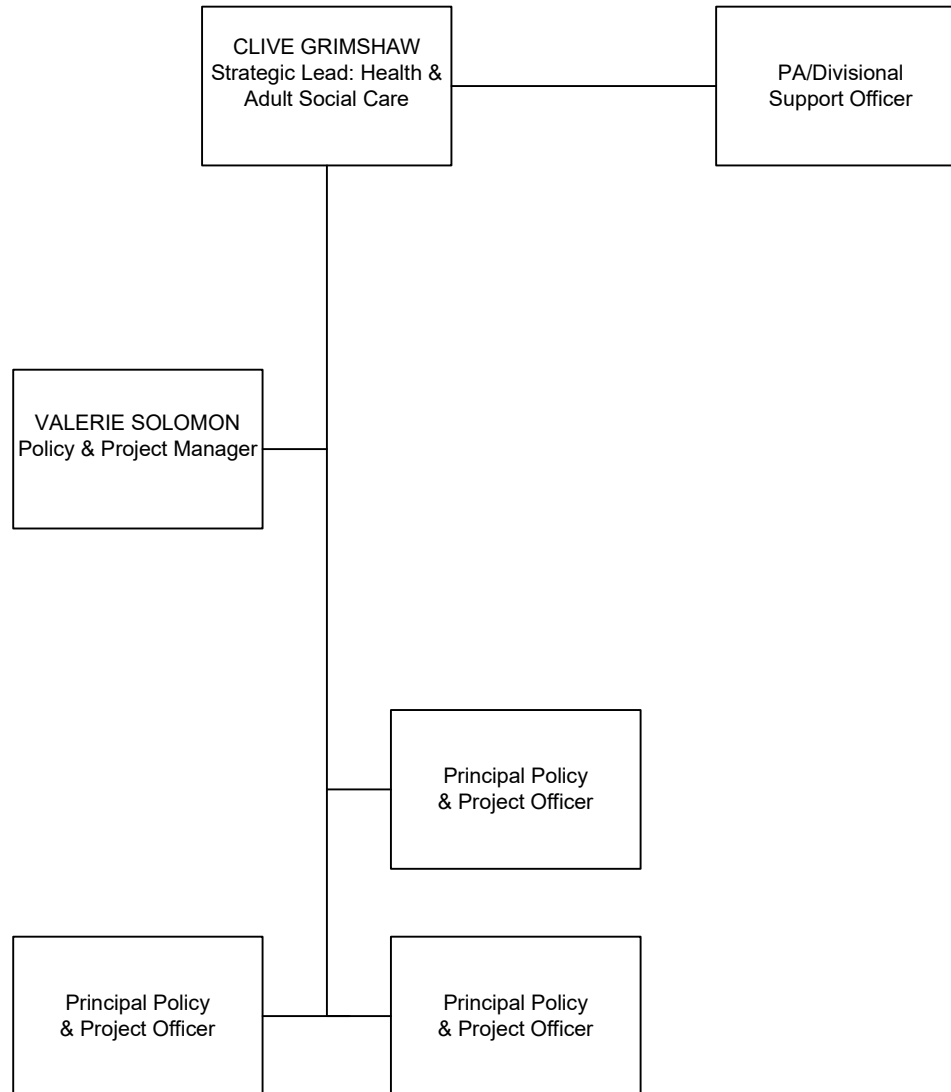 CLIVE GRIMSHAW
Strategic Lead: Health &
Adult Social Care
PA/Divisional
Support Officer
VALERIE SOLOMON
Policy & Project Manager
Principal Policy
& Project Officer
Principal Policy
& Project Officer
Principal Policy
& Project Officer